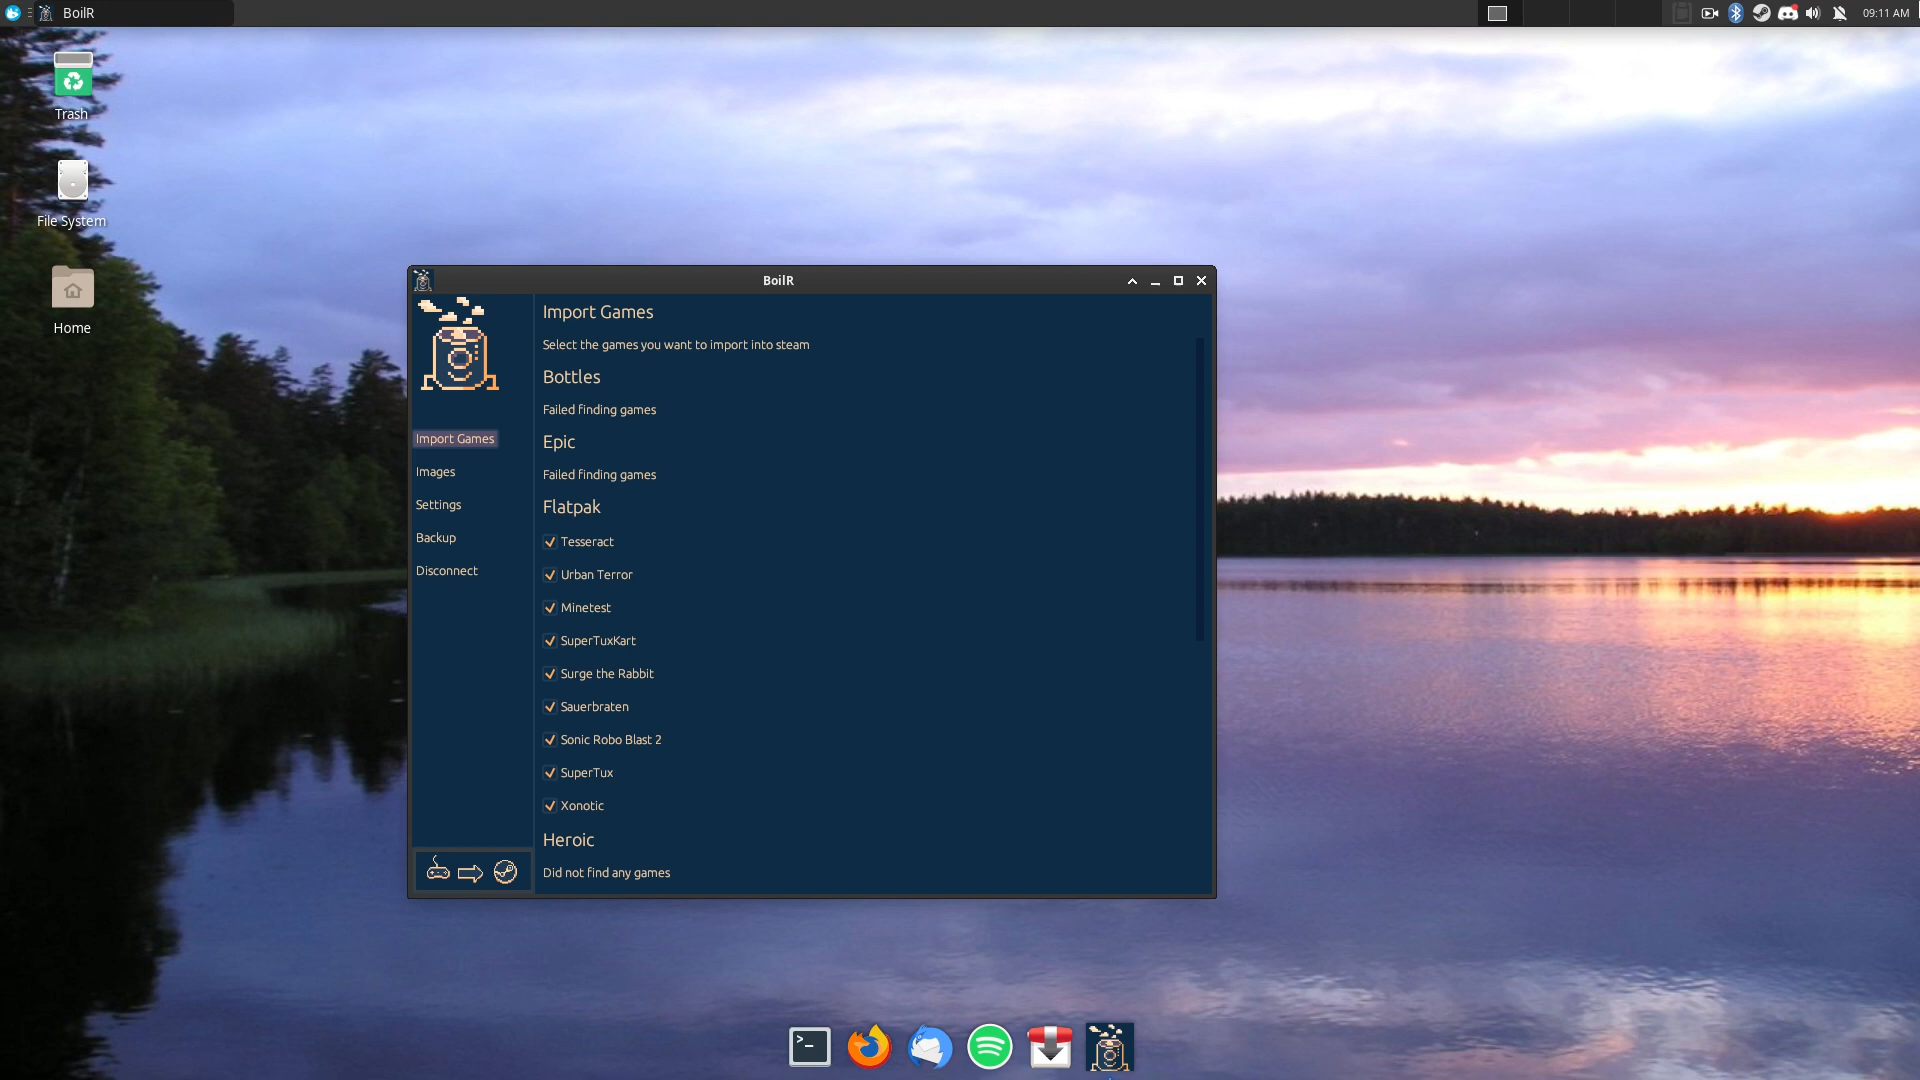 BoilR
09:11 AM
Trash
File System
Home
BoilR
Import Games
Images
Settings
Backup
Disconnect
Import Games
Select the games you want to import into steam
Bottles
Failed finding games
Epic
Failed finding games
Flatpak
Tesseract
Urban Terror
Minetest
SuperTuxKart
Surge the Rabbit
Sauerbraten
Sonic Robo Blast 2
SuperTux
Xonotic
Heroic
Did not find any games